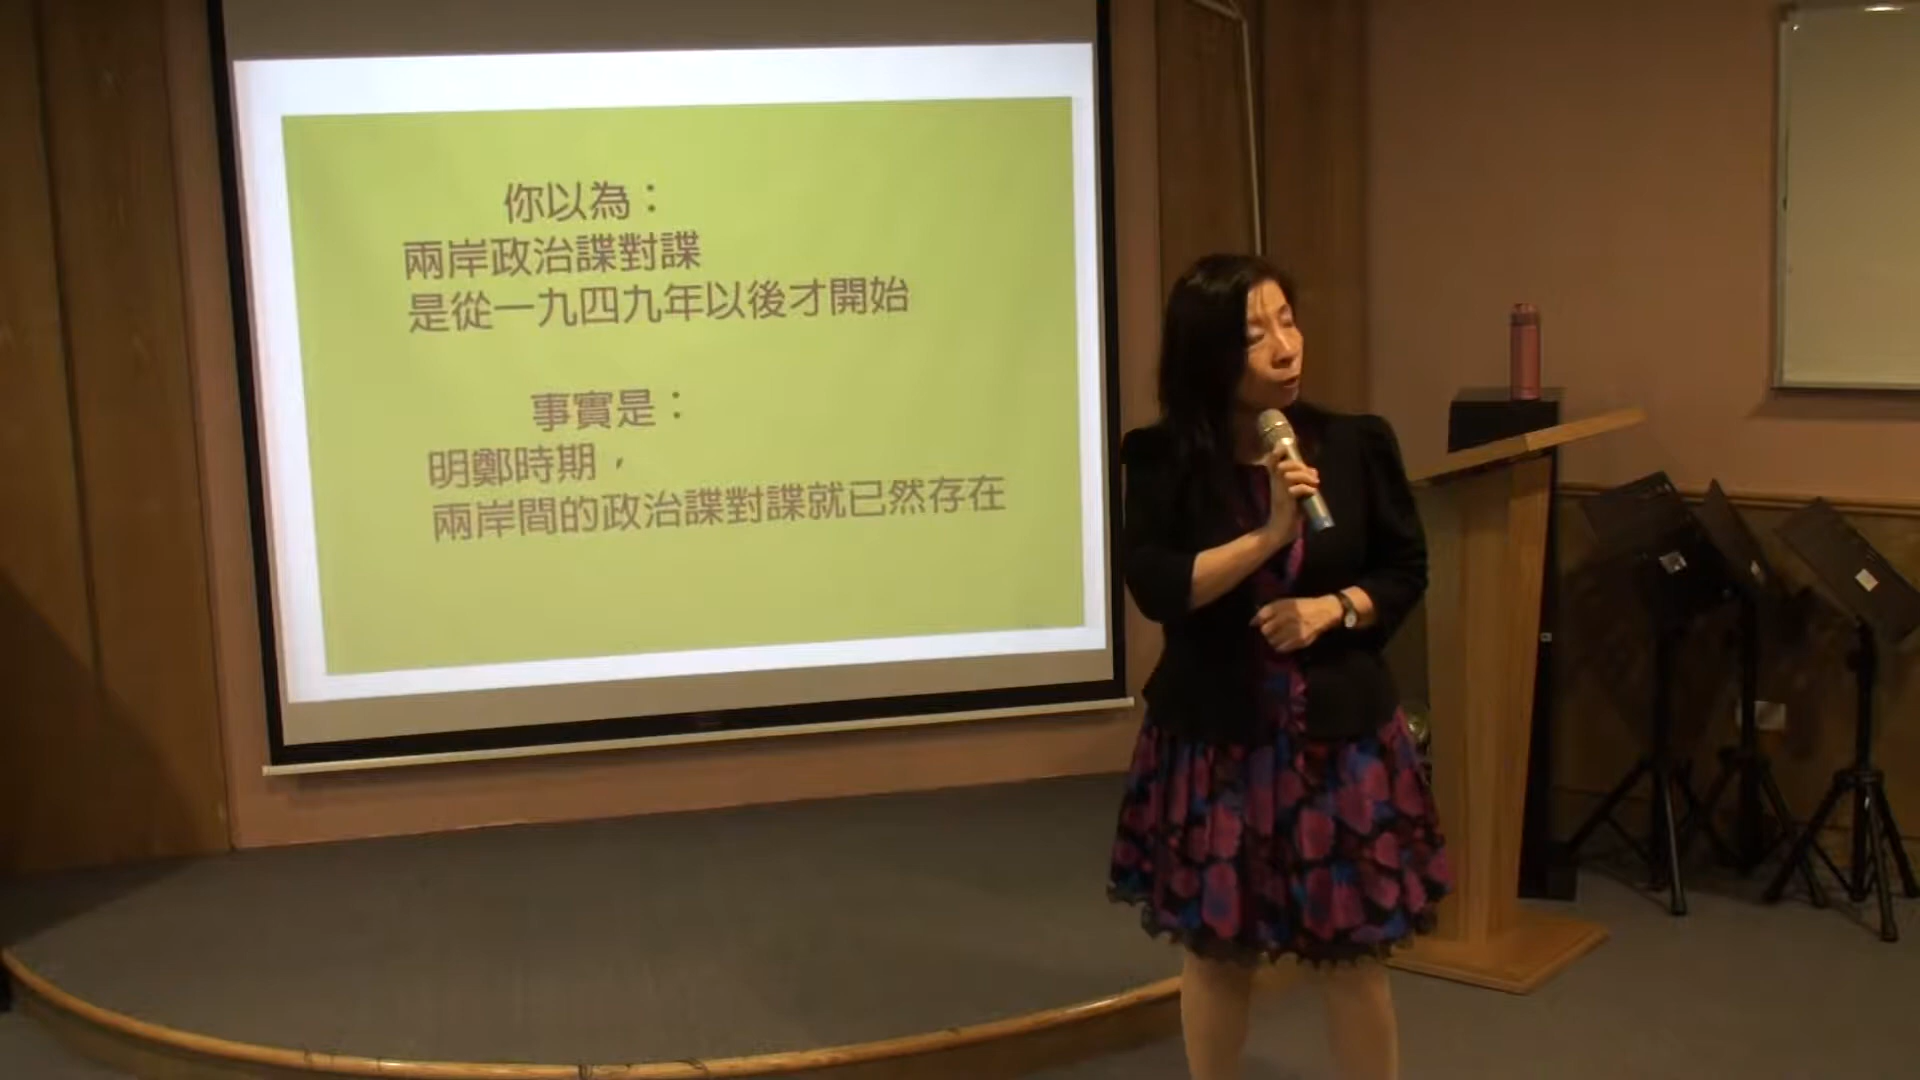 你以為：
兩岸政治諜對諜
是從一九四九年以後才開始
事實是：
明鄭時期，
兩岸間的政治諜對諜就已然存在